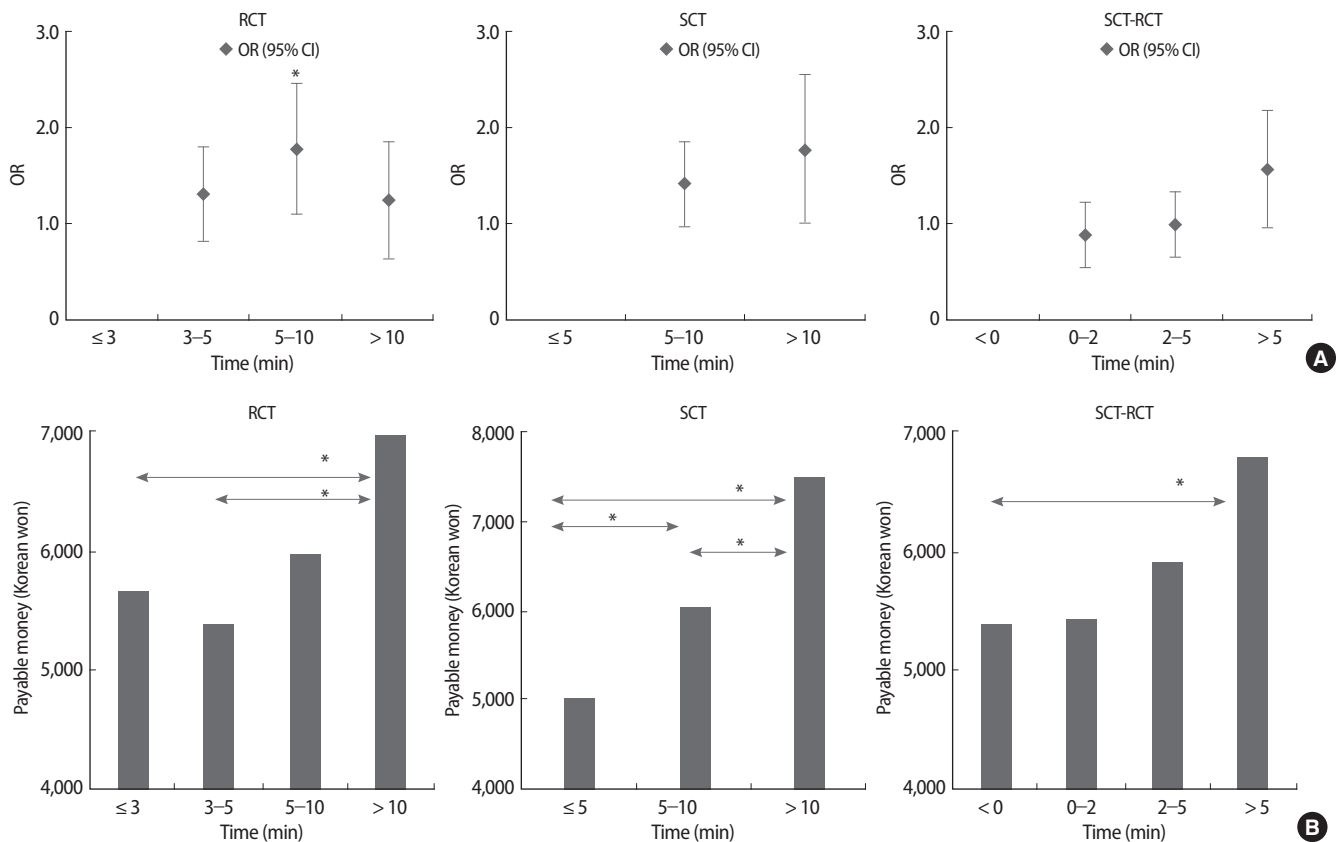 RCT
3.0
◆ OR (95% CI)
*
2.0
OR
1.0
0
≤ 3 3–5 5–10 > 10
Time (min)
SCT
3.0
◆ OR (95% CI)
2.0
OR
1.0
0
≤ 5 5–10 > 10
Time (min)
SCT-RCT
3.0
◆ OR (95% CI)
2.0
OR
1.0
0
< 0 0–2 2–5 > 5
Time (min)
A
RCT
7,000
*
*
6,000
Payable money (Korean won)
5,000
4,000
≤ 3 3–5 5–10 > 10
Time (min)
SCT
8,000
*
7,000
*
*
6,000
Payable money (Korean won)
5,000
4,000
≤ 5 5–10 > 10
Time (min)
SCT-RCT
7,000
*
6,000
Payable money (Korean won)
5,000
4,000
< 0 0–2 2–5 > 5
Time (min)
B